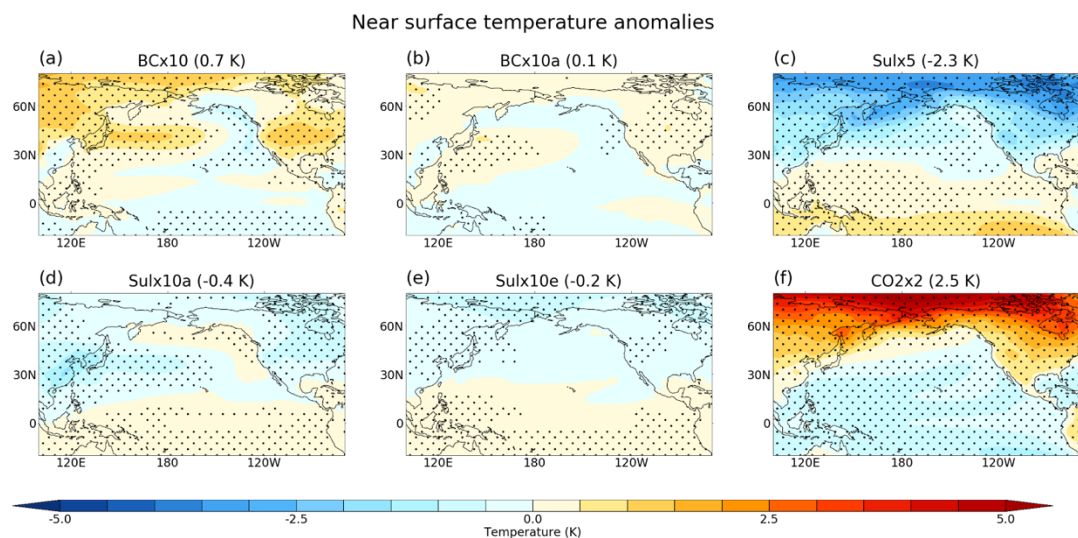 Near surface temperature anomalies
(a) BCx10 (0.7 K)
(b) BCx10a (0.1 K)
(c) Sulx5 (-2.3 K)
60N
30N
0
120E 180 120W
120E 180 120W
120E 180 120W
60N
30N
0
60N
30N
0
(d) Sulx10a (-0.4 K)
(e) Sulx10e (-0.2 K)
(f) CO2x2 (2.5 K)
60N
30N
0
120E 180 120W
60N
30N
0
120E 180 120W
60N
30N
0
120E 180 120W
-5.0 -2.5 0.0 2.5 5.0
Temperature (K)